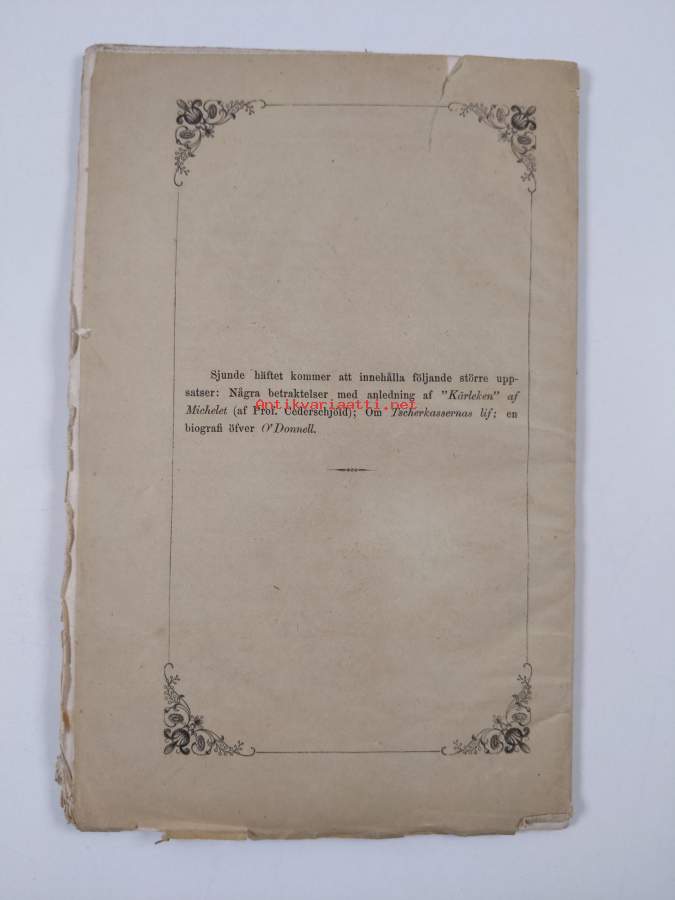 Sjunde häftet kommer att innehålla följande större upp-
satser: Några betraktelser med anledning af "Kärleken" af
Antikvariaatti.net
Michelet (af Prof. Cederschjöld); Om Tscherkassernas lif; en
biografi öfver O'Donnell.